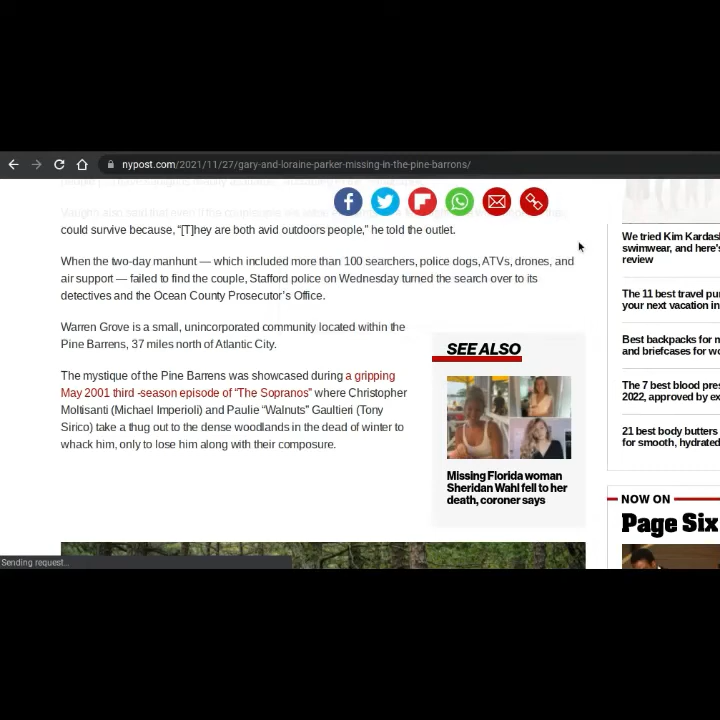 nypost.com/2021/11/27/gary-and-loraine-parker-missing-in-the-pine-barrons/
could survive because, “[T]hey are both avid outdoors people,” he told the outlet.
When the two-day manhunt — which included more than 100 searchers, police dogs, ATVs, drones, and
air support — failed to find the couple, Stafford police on Wednesday turned the search over to its
detectives and the Ocean County Prosecutor’s Office.
Warren Grove is a small, unincorporated community located within the
Pine Barrens, 37 miles north of Atlantic City.
The mystique of the Pine Barrens was showcased during a gripping
May 2001 third -season episode of “The Sopranos” where Christopher
Moltisanti (Michael Imperioli) and Paulie “Walnuts” Gaultieri (Tony
Sirico) take a thug out to the dense woodlands in the dead of winter to
whack him, only to lose him along with their composure.
SEE ALSO
Missing Florida woman
Sheridan Wahl fell to her
death, coroner says
We tried Kim Kardas
swimwear, and here's
review
The 11 best travel pu
your next vacation in
Best backpacks for m
and briefcases for wo
The 7 best blood pres
2022, approved by ex
21 best body butters
for smooth, hydrated
NOW ON
Page Six
Sending request...